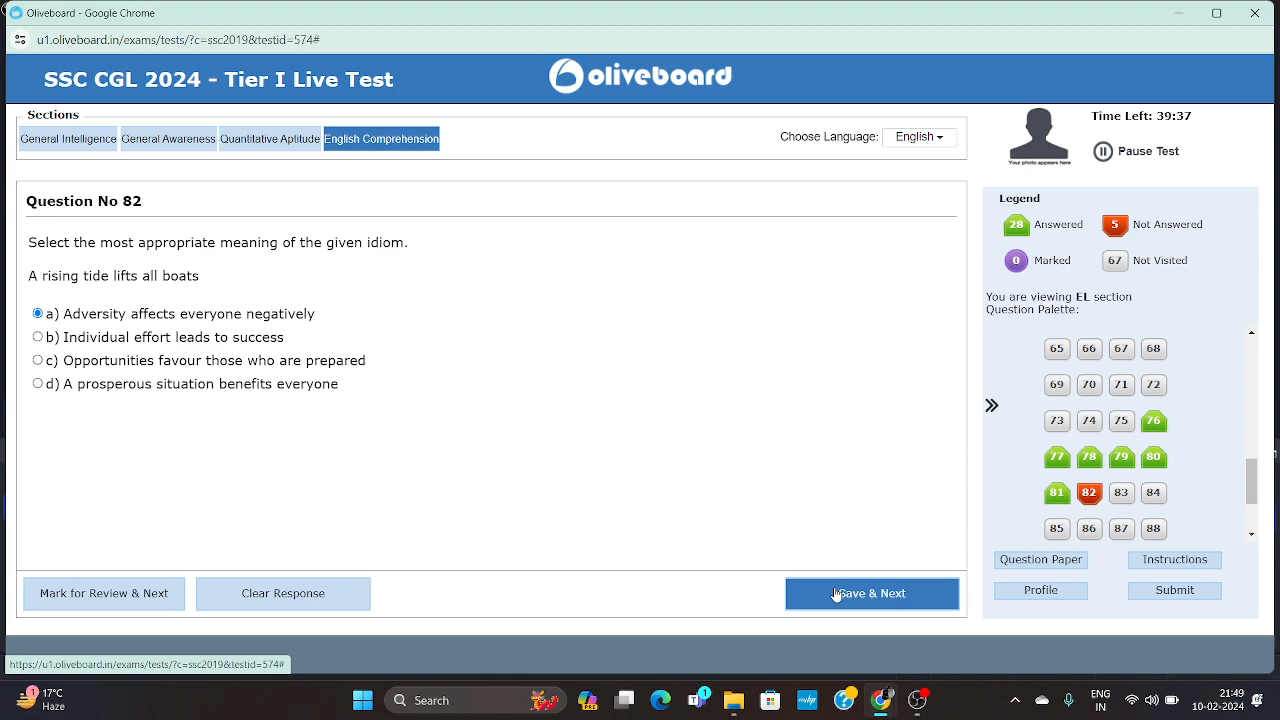 Oliveboard - Google Chrome
u1.oliveboard.in/exams/tests/?c=ssc2019&testid=574#
SSC CGL 2024 - Tier I Live Test
oliveboard
Sections
General Intelligence General Awareness Quantitative Aptitude English Comprehension
Choose Language: English
Your photo appears here
Time Left: 39:37
Pause Test
Question No 82
Select the most appropriate meaning of the given idiom.
A rising tide lifts all boats
a) Adversity affects everyone negatively
b) Individual effort leads to success
c) Opportunities favour those who are prepared
d) A prosperous situation benefits everyone
Mark for Review & Next
Clear Response
Save & Next
Legend
28 Answered 5 Not Answered
0 Marked 67 Not Visited
You are viewing EL section
Question Palette:
65 66 67 68
69 70 71 72
73 74 75 76
77 78 79 80
81 82 83 84
85 86 87 88
Question Paper Instructions
Profile Submit
https://u1.oliveboard.in/exams/tests/?c=ssc2019&testid=574#
1
17°C
Haze
Search
1
ENG
IN
21:49
10-02-2024